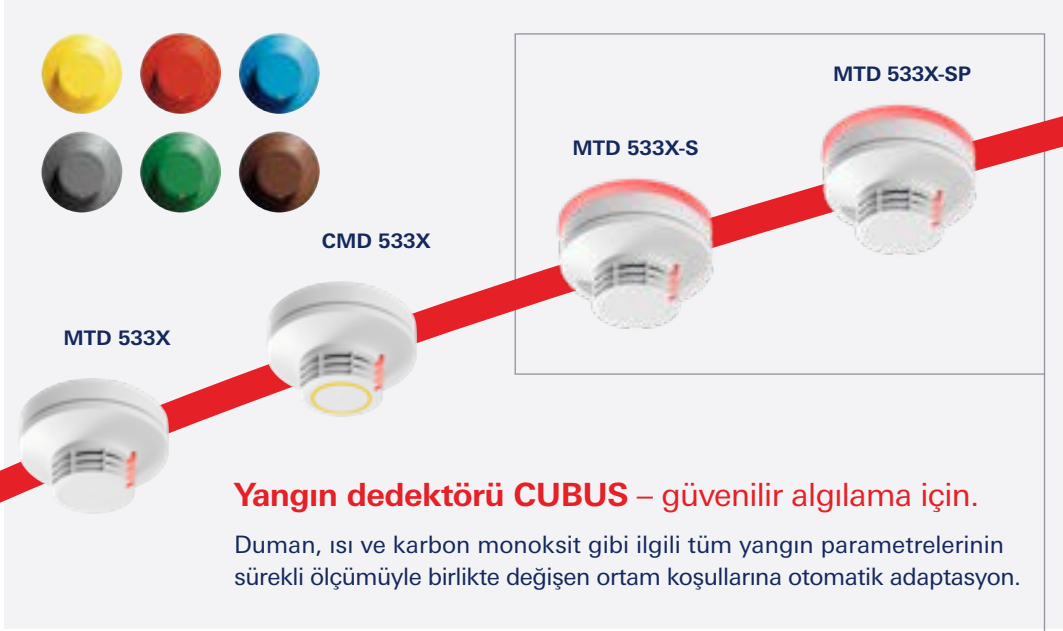 MTD 533X-SP
MTD 533X-S
CMD 533X
MTD 533X
Yangın dedektörü CUBUS – güvenilir algılama için.
Duman, ısı ve karbon monoksit gibi ilgili tüm yangın parametrelerinin
sürekli ölçümüyle birlikte değişen ortam koşullarına otomatik adaptasyon.